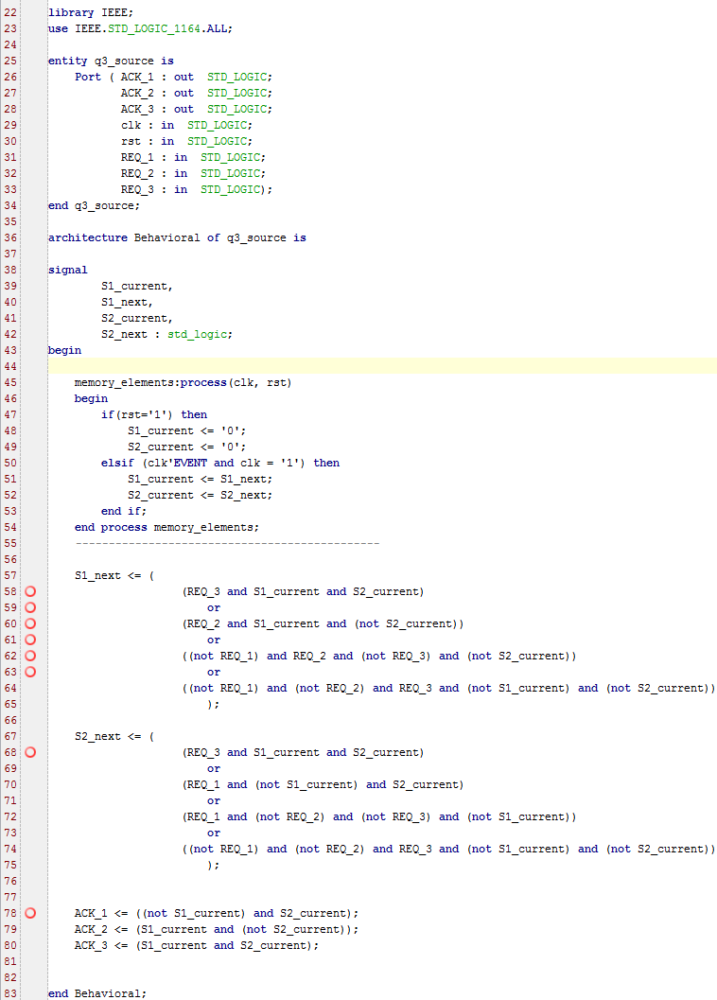 22 library IEEE;
23 use IEEE.STD_LOGIC_1164.ALL;
24
25 entity q3_source is
26 Port ( ACK_1 : out STD_LOGIC;
27 ACK_2 : out STD_LOGIC;
28 ACK_3 : out STD_LOGIC;
29 clk : in STD_LOGIC;
30 rst : in STD_LOGIC;
31 REQ_1 : in STD_LOGIC;
32 REQ_2 : in STD_LOGIC;
33 REQ_3 : in STD_LOGIC);
34 end q3_source;
35
36 architecture Behavioral of q3_source is
37
38 signal
39 S1_current,
40 S1_next,
41 S2_current,
42 S2_next : std_logic;
43 begin
44
45 memory_elements:process(clk, rst)
46 begin
47 if(rst='1') then
48 S1_current <= '0';
49 S2_current <= '0';
50 elsif (clk'EVENT and clk = '1') then
51 S1_current <= S1_next;
52 S2_current <= S2_next;
53 end if;
54 end process memory_elements;
55 ----------------------------------------------
56
57 S1_next <= (
58 (REQ_3 and S1_current and S2_current)
59 or
60 (REQ_2 and S1_current and (not S2_current))
61 or
62 ((not REQ_1) and REQ_2 and (not REQ_3) and (not S2_current))
63 or
64 ((not REQ_1) and (not REQ_2) and REQ_3 and (not S1_current) and (not S2_current))
65 );
66
67 S2_next <= (
68 (REQ_3 and S1_current and S2_current)
69 or
70 (REQ_1 and (not S1_current) and S2_current)
71 or
72 (REQ_1 and (not REQ_2) and (not REQ_3) and (not S1_current))
73 or
74 ((not REQ_1) and (not REQ_2) and REQ_3 and (not S1_current) and (not S2_current))
75 );
76
77
78 ACK_1 <= ((not S1_current) and S2_current);
79 ACK_2 <= (S1_current and (not S2_current));
80 ACK_3 <= (S1_current and S2_current);
81
82
83 end Behavioral;